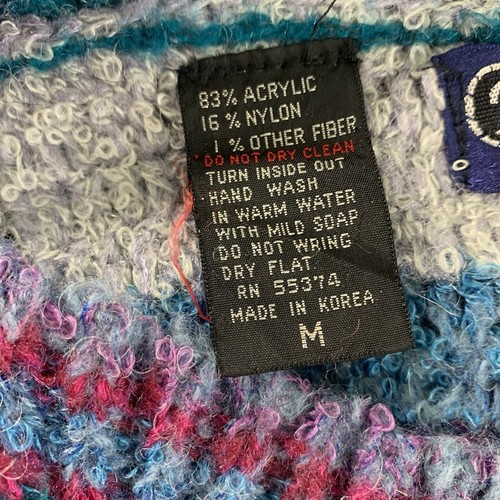 83% ACRYLIC
16% NYLON
1% OTHER FIBER
DO NOT DRY CLEAN
TURN INSIDE OUT
HAND WASH
IN WARM WATER
WITH MILD SOAP
DO NOT WRING
DRY FLAT
RN 55374
MADE IN KOREA
M